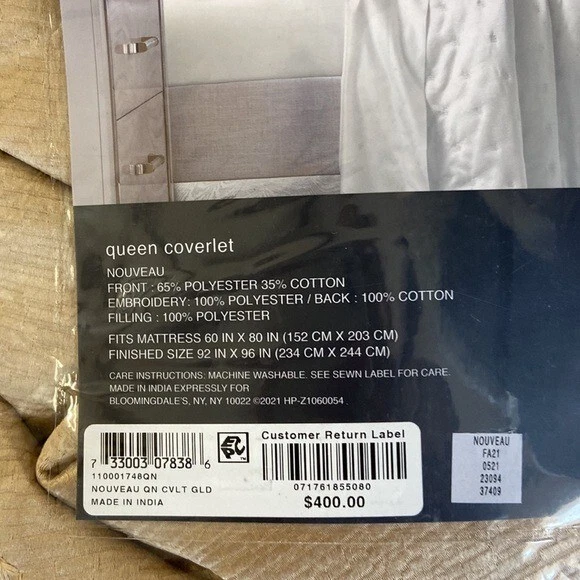 queen coverlet
NOUVEAU
FRONT : 65% POLYESTER 35% COTTON
EMBROIDERY: 100% POLYESTER / BACK : 100% COTTON
FILLING : 100% POLYESTER
FITS MATTRESS 60 IN X 80 IN (152 CM X 203 CM)
FINISHED SIZE 92 IN X 96 IN (234 CM X 244 CM)
CARE INSTRUCTIONS: MACHINE WASHABLE. SEE SEWN LABEL FOR CARE.
MADE IN INDIA EXPRESSLY FOR
BLOOMINGDALE'S, NY, NY 10022 ©2021 HP-Z1060054 .
7 33003 07838 6
110001748QN
NOUVEAU QN CVLT GLD
MADE IN INDIA
Customer Return Label
071761855080
$400.00
NOUVEAU
FA21
0521
23094
37409